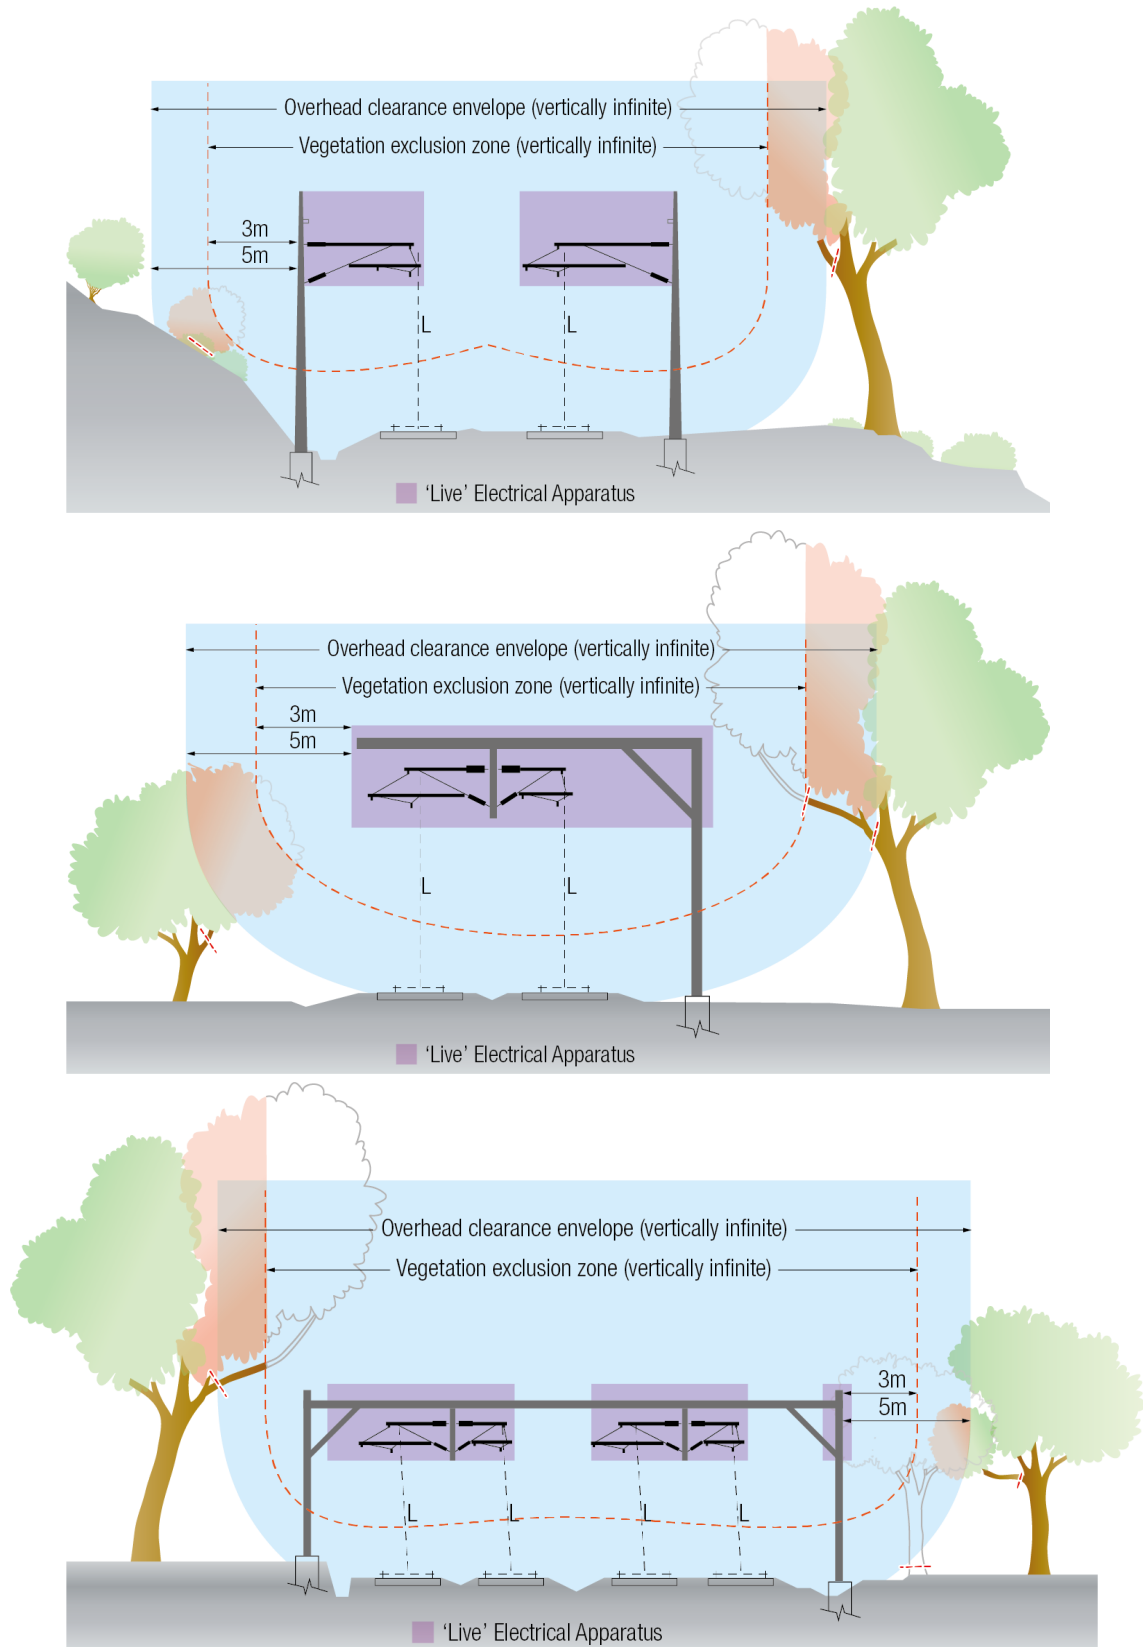 Overhead clearance envelope (vertically infinite)
Vegetation exclusion zone (vertically infinite)
3m
5m
L
L
'Live' Electrical Apparatus
Overhead clearance envelope (vertically infinite)
Vegetation exclusion zone (vertically infinite)
3m
5m
L
L
'Live' Electrical Apparatus
Overhead clearance envelope (vertically infinite)
Vegetation exclusion zone (vertically infinite)
3m
5m
L
L
L
L
'Live' Electrical Apparatus